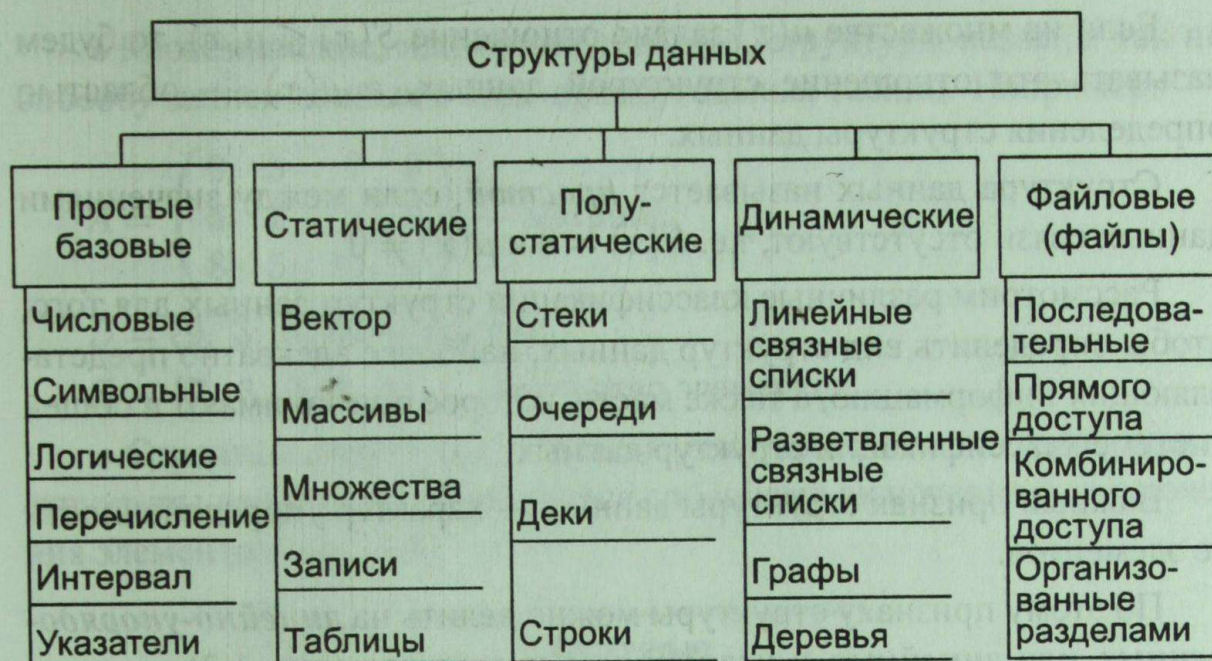 Структуры данных
Простые
базовые
Числовые
Символьные
Логические
Перечисление
Интервал
Указатели
Статические
Вектор
Массивы
Множества
Записи
Таблицы
Полу-
статические
Стеки
Очереди
Деки
Строки
Динамические
Линейные
связные
списки
Разветвленные
связные
списки
Графы
Деревья
Файловые
(файлы)
Последова-
тельные
Прямого
доступа
Комбиниро-
ванного
доступа
Организо-
ванные
разделами